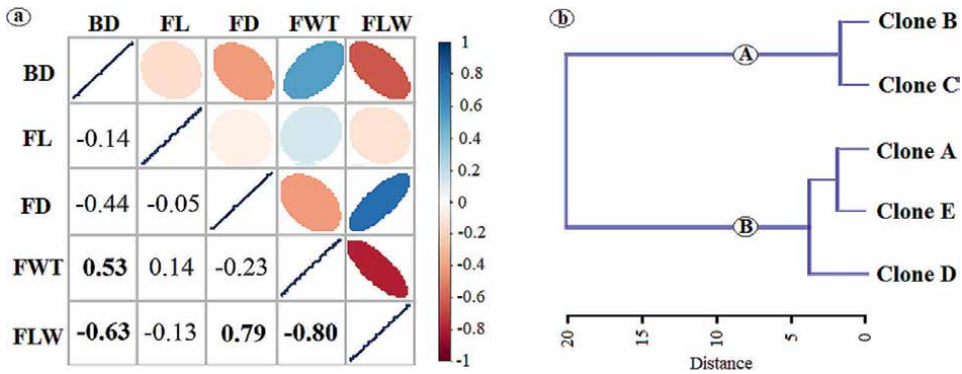 a
BD FL FD FWT FLW
BD
FL -0.14
FD -0.44 -0.05
FWT 0.53 0.14 -0.23
FLW -0.63 -0.13 0.79 -0.80
1
0.8
0.6
0.4
0.2
0
-0.2
-0.4
-0.6
-0.8
-1
b
A
B
Clone B
Clone C
Clone A
Clone E
Clone D
20 15 10 5 0
Distance